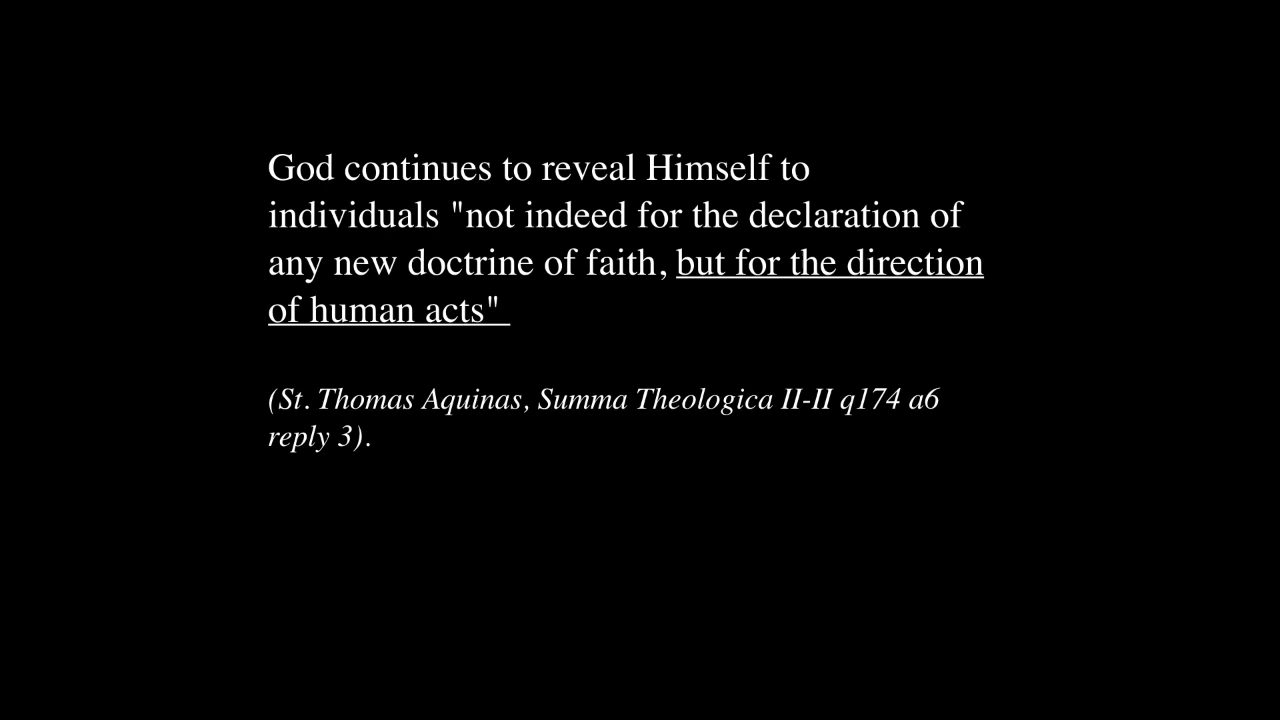 God continues to reveal Himself to
individuals "not indeed for the declaration of
any new doctrine of faith, but for the direction
of human acts"
(St. Thomas Aquinas, Summa Theologica II-II q174 a6
reply 3).